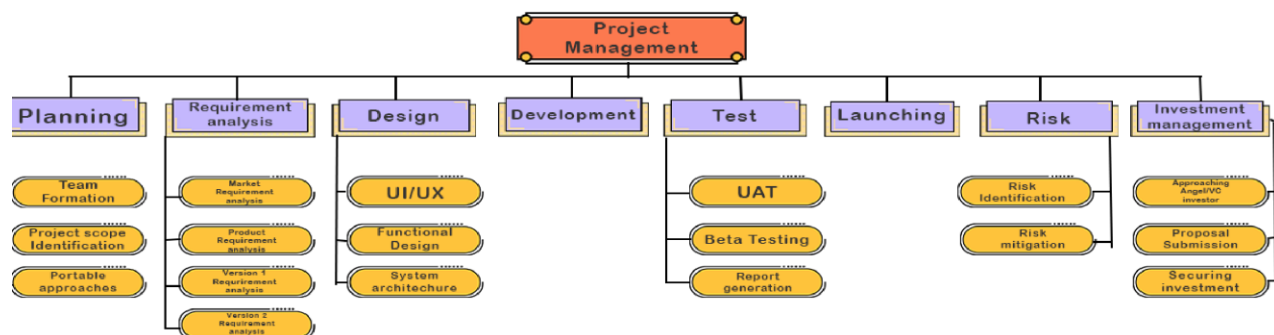 Project
Management
Planning
Requirement
analysis
Design
Development
Test
Launching
Risk
Investment
management
Team
Formation
Project scope
Identification
Portable
approaches
Market
Requirement
analysis
Product
Requirement
analysis
Version 1
Requrirement
analysis
Version 2
Requirement
analysis
UI/UX
Functional
Design
System
architechure
UAT
Beta Testing
Report
generation
Risk
Identification
Risk
mitigation
Approaching
Angel/VC
investor
Proposal
Submission
Securing
investment